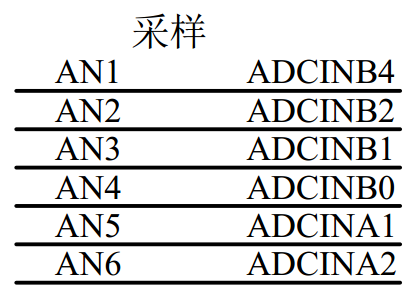 采样
AN1 ADCINB4
AN2 ADCINB2
AN3 ADCINB1
AN4 ADCINB0
AN5 ADCINA1
AN6 ADCINA2